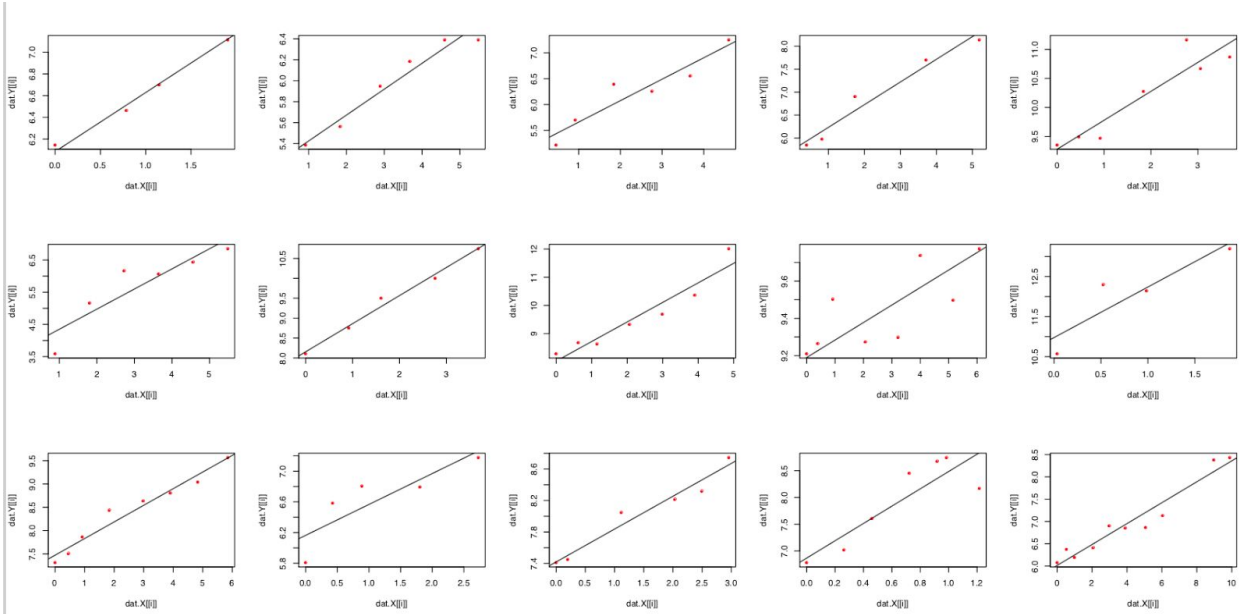 dat.Y[[i]]
6.2 6.4 6.6 6.8 7.0
0.0 0.5 1.0 1.5
dat.X[[i]]
dat.Y[[i]]
5.4 5.6 5.8 6.0 6.2 6.4
1 2 3 4 5
dat.X[[i]]
dat.Y[[i]]
5.5 6.0 6.5 7.0
1 2 3 4
dat.X[[i]]
dat.Y[[i]]
6.0 6.5 7.0 7.5 8.0
1 2 3 4 5
dat.X[[i]]
dat.Y[[i]]
9.5 10.0 10.5 11.0
0 1 2 3
dat.X[[i]]
dat.Y[[i]]
3.5 4.5 5.5 6.5
1 2 3 4 5
dat.X[[i]]
dat.Y[[i]]
8.0 8.5 9.5 10.5
0 1 2 3
dat.X[[i]]
dat.Y[[i]]
9 10 11 12
0 1 2 3 4 5
dat.X[[i]]
dat.Y[[i]]
9.2 9.4 9.6
0 1 2 3 4 5 6
dat.X[[i]]
dat.Y[[i]]
10.5 11.5 12.5
0.0 0.5 1.0 1.5
dat.X[[i]]
dat.Y[[i]]
7.5 8.0 8.5 9.0 9.5
0 1 2 3 4 5 6
dat.X[[i]]
dat.Y[[i]]
5.8 6.2 6.6 7.0
0.0 0.5 1.0 1.5 2.0 2.5
dat.X[[i]]
dat.Y[[i]]
7.4 7.8 8.2 8.6
0.0 0.5 1.0 1.5 2.0 2.5 3.0
dat.X[[i]]
dat.Y[[i]]
7.0 7.5 8.0 8.5
0.0 0.2 0.4 0.6 0.8 1.0 1.2
dat.X[[i]]
dat.Y[[i]]
6.0 6.5 7.0 7.5 8.0 8.5
0 2 4 6 8 10
dat.X[[i]]